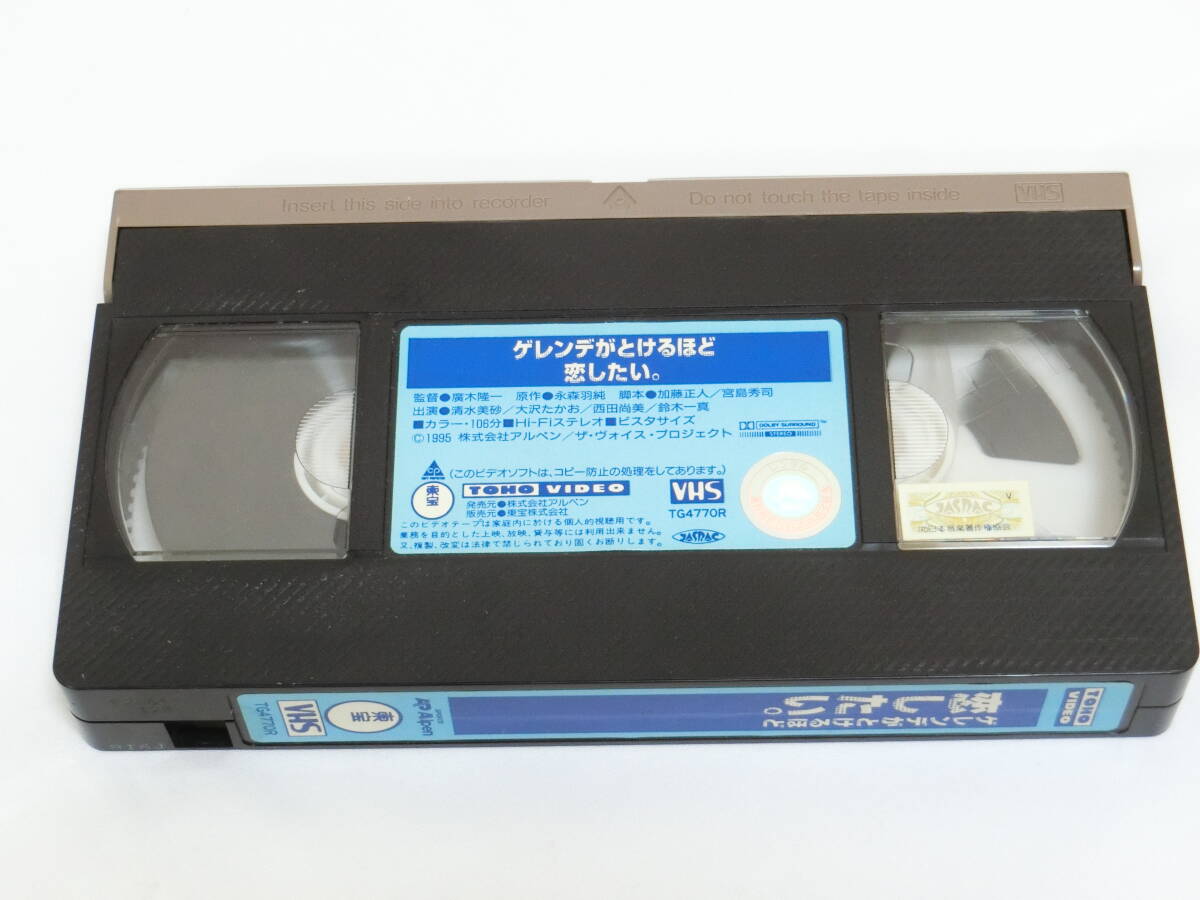 Insert this side into recorder
Do not touch the tape inside
VHS
ゲレンデがとけるほど
恋したい。
監督●廣木隆一 原作●永森羽純 脚本●加藤正人/宮島秀司
出演●清水美砂/大沢たかお/西田尚美/鈴木一真
■カラー・106分■Hi-Fiステレオ■ビスタサイズ
©1995 株式会社アルペン/ザ・ヴォイス・プロジェクト
DOLBY SURROUND
STEREO
(このビデオソフトは、コピー防止の処理をしてあります。)
東宝
TOHO VIDEO
発売元●株式会社アルペン
販売元●東宝株式会社
VHS
TG4770R
このビデオテープは家庭内に於ける個人的視聴用です。
業務を目的とした上映、放映、貸与等には利用出来ません。
又、複製、改変は法律で禁じられており固くお断りします。
JASRAC
JASRAC
V
TOHO
VIDEO
ゲレンデがとけるほど
恋したい。
Alpen
東宝
VHS
TG4770R